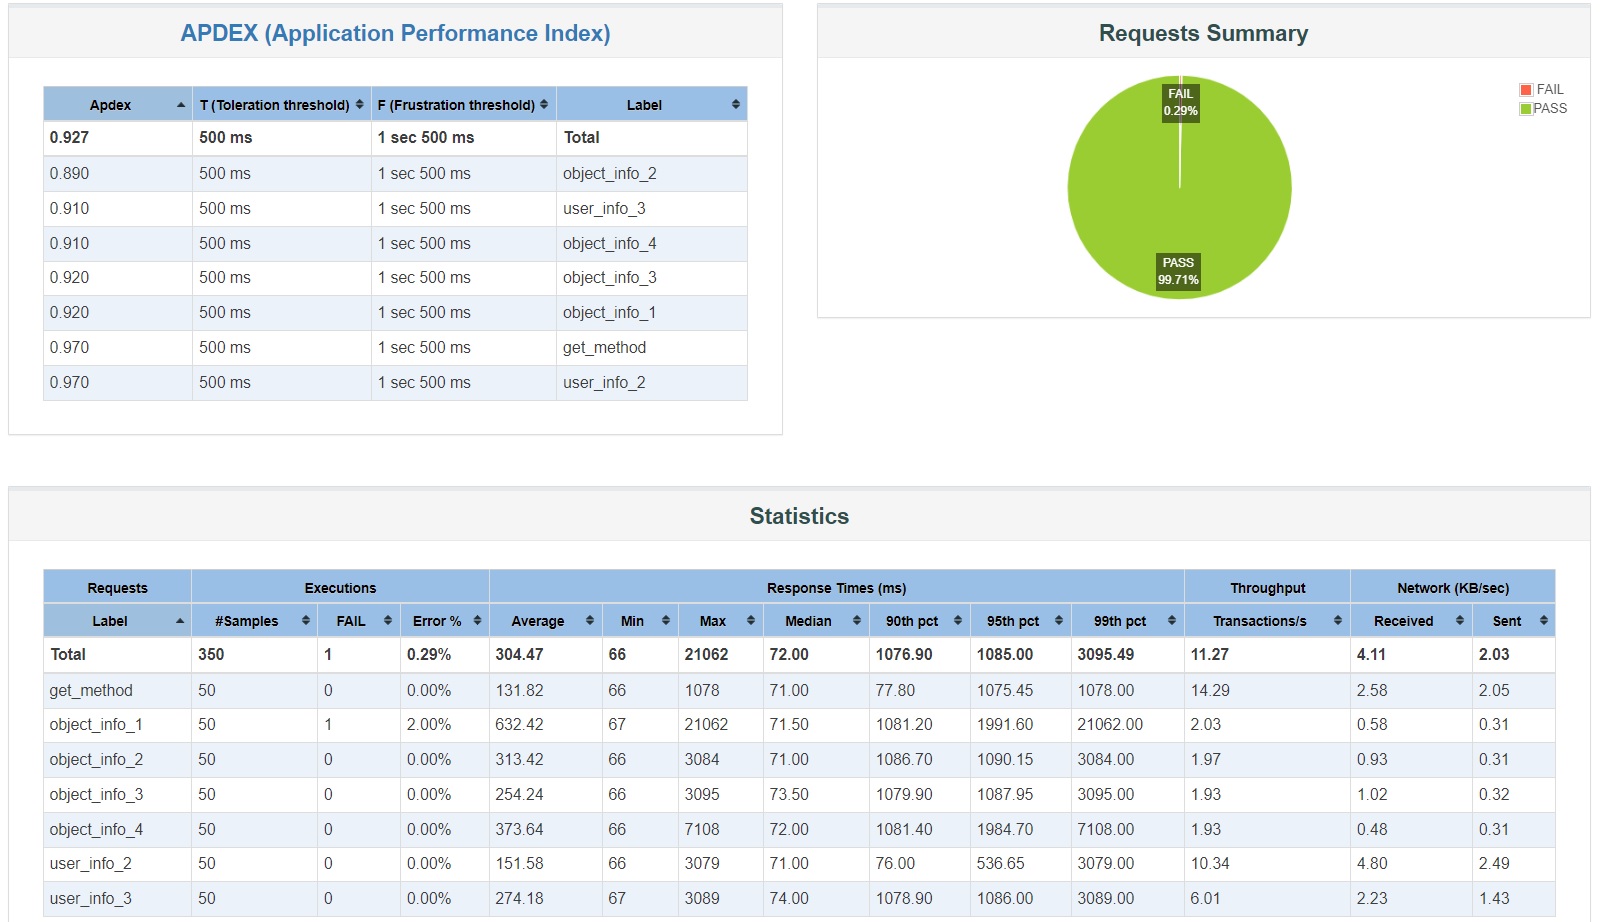 APDEX (Application Performance Index)
Apdex T (Toleration threshold) F (Frustration threshold) Label
0.927 500 ms 1 sec 500 ms Total
0.890 500 ms 1 sec 500 ms object_info_2
0.910 500 ms 1 sec 500 ms user_info_3
0.910 500 ms 1 sec 500 ms object_info_4
0.920 500 ms 1 sec 500 ms object_info_3
0.920 500 ms 1 sec 500 ms object_info_1
0.970 500 ms 1 sec 500 ms get_method
0.970 500 ms 1 sec 500 ms user_info_2
Requests Summary
FAIL
0.29%
PASS
99.71%
FAIL
PASS
Statistics
Requests Executions Response Times (ms) Throughput Network (KB/sec)
Label #Samples FAIL Error % Average Min Max Median 90th pct 95th pct 99th pct Transactions/s Received Sent
Total 350 1 0.29% 304.47 66 21062 72.00 1076.90 1085.00 3095.49 11.27 4.11 2.03
get_method 50 0 0.00% 131.82 66 1078 71.00 77.80 1075.45 1078.00 14.29 2.58 2.05
object_info_1 50 1 2.00% 632.42 67 21062 71.50 1081.20 1991.60 21062.00 2.03 0.58 0.31
object_info_2 50 0 0.00% 313.42 66 3084 71.00 1086.70 1090.15 3084.00 1.97 0.93 0.31
object_info_3 50 0 0.00% 254.24 66 3095 73.50 1079.90 1087.95 3095.00 1.93 1.02 0.32
object_info_4 50 0 0.00% 373.64 66 7108 72.00 1081.40 1984.70 7108.00 1.93 0.48 0.31
user_info_2 50 0 0.00% 151.58 66 3079 71.00 76.00 536.65 3079.00 10.34 4.80 2.49
user_info_3 50 0 0.00% 274.18 67 3089 74.00 1078.90 1086.00 3089.00 6.01 2.23 1.43